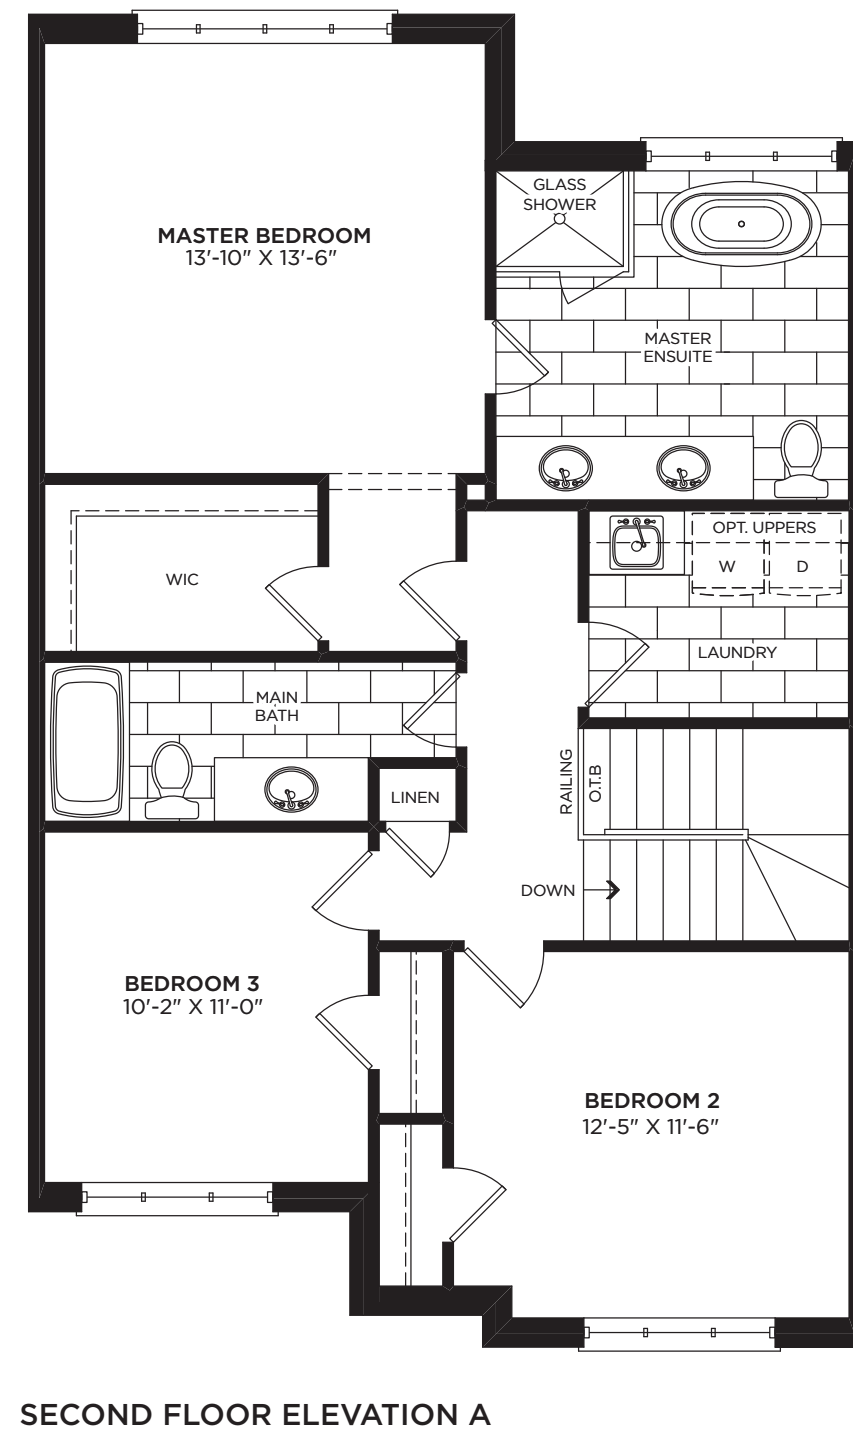 GLASS
SHOWER
MASTER BEDROOM
13'-10" X 13'-6"
MASTER
ENSUITE
OPT. UPPERS
W
D
WIC
LAUNDRY
MAIN
BATH
RAILING
O.T.B
LINEN
DOWN
BEDROOM 3
10'-2" X 11'-0"
BEDROOM 2
12'-5" X 11'-6"
SECOND FLOOR ELEVATION A